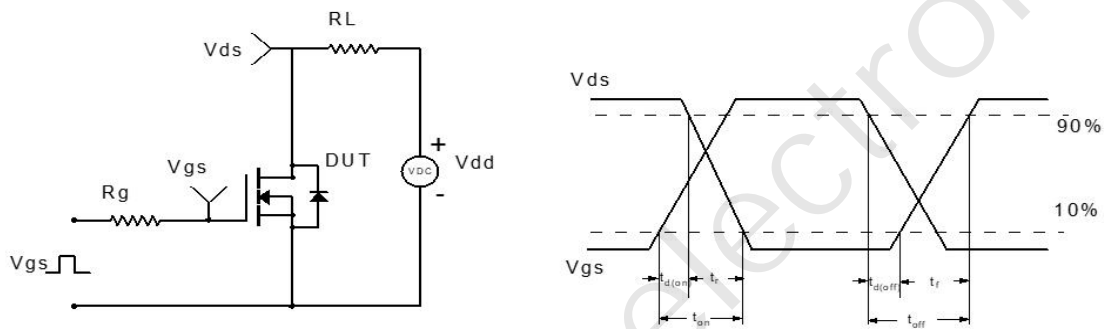 RL
Vds
Vgs
DUT
VDC
+
-
Vdd
Rg
Vgs
Vds
90%
10%
Vgs
td(on) tr td(off) tf
ton toff
electro